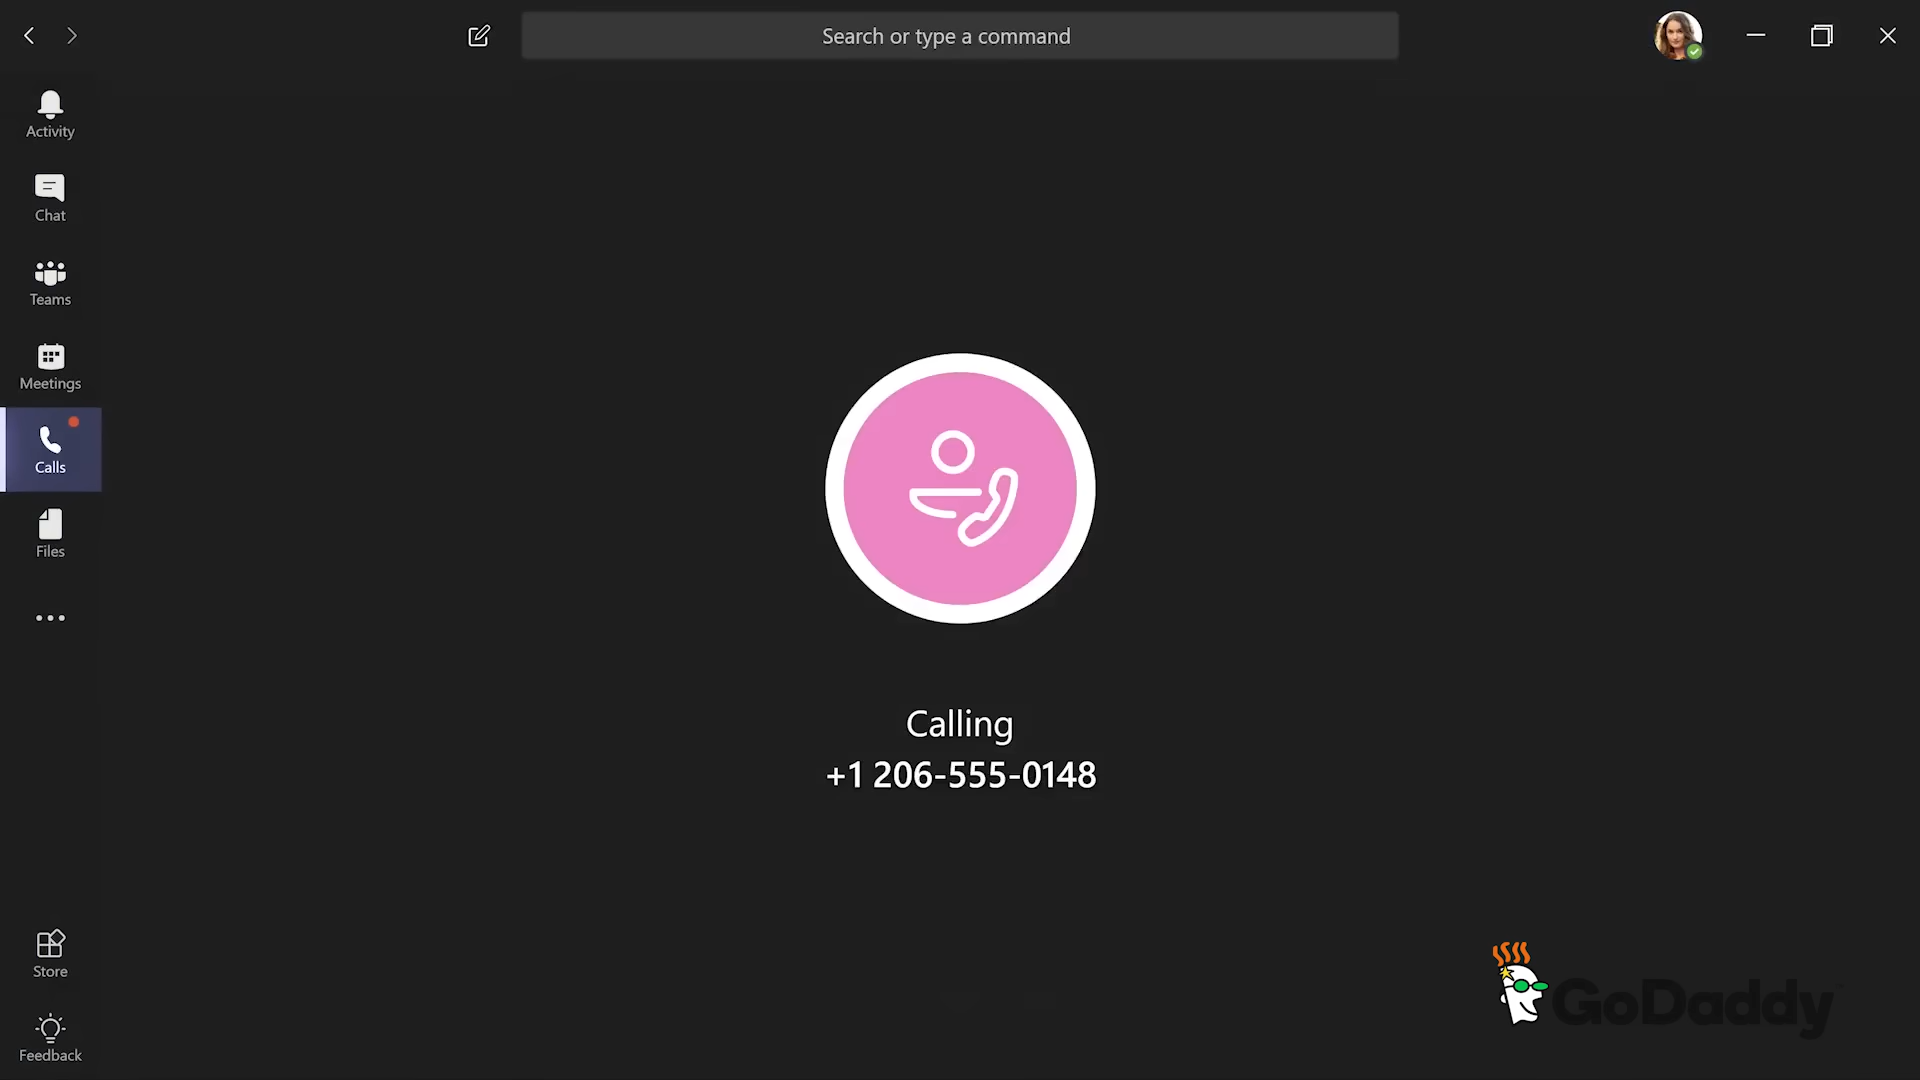 Search or type a command
Activity
Chat
Teams
Meetings
Calls
Files
Calling
+1 206-555-0148
Store
Feedback
GoDaddy